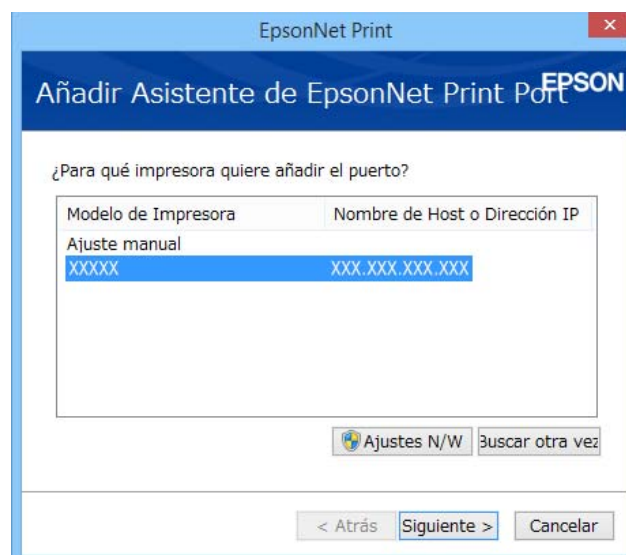 EpsonNet Print
Añadir Asistente de EpsonNet Print Port
EPSON
¿Para qué impresora quiere añadir el puerto?
Modelo de Impresora Nombre de Host o Dirección IP
Ajuste manual
XXXXX XXX.XXX.XXX.XXX
Ajustes N/W Buscar otra vez
< Atrás Siguiente > Cancelar